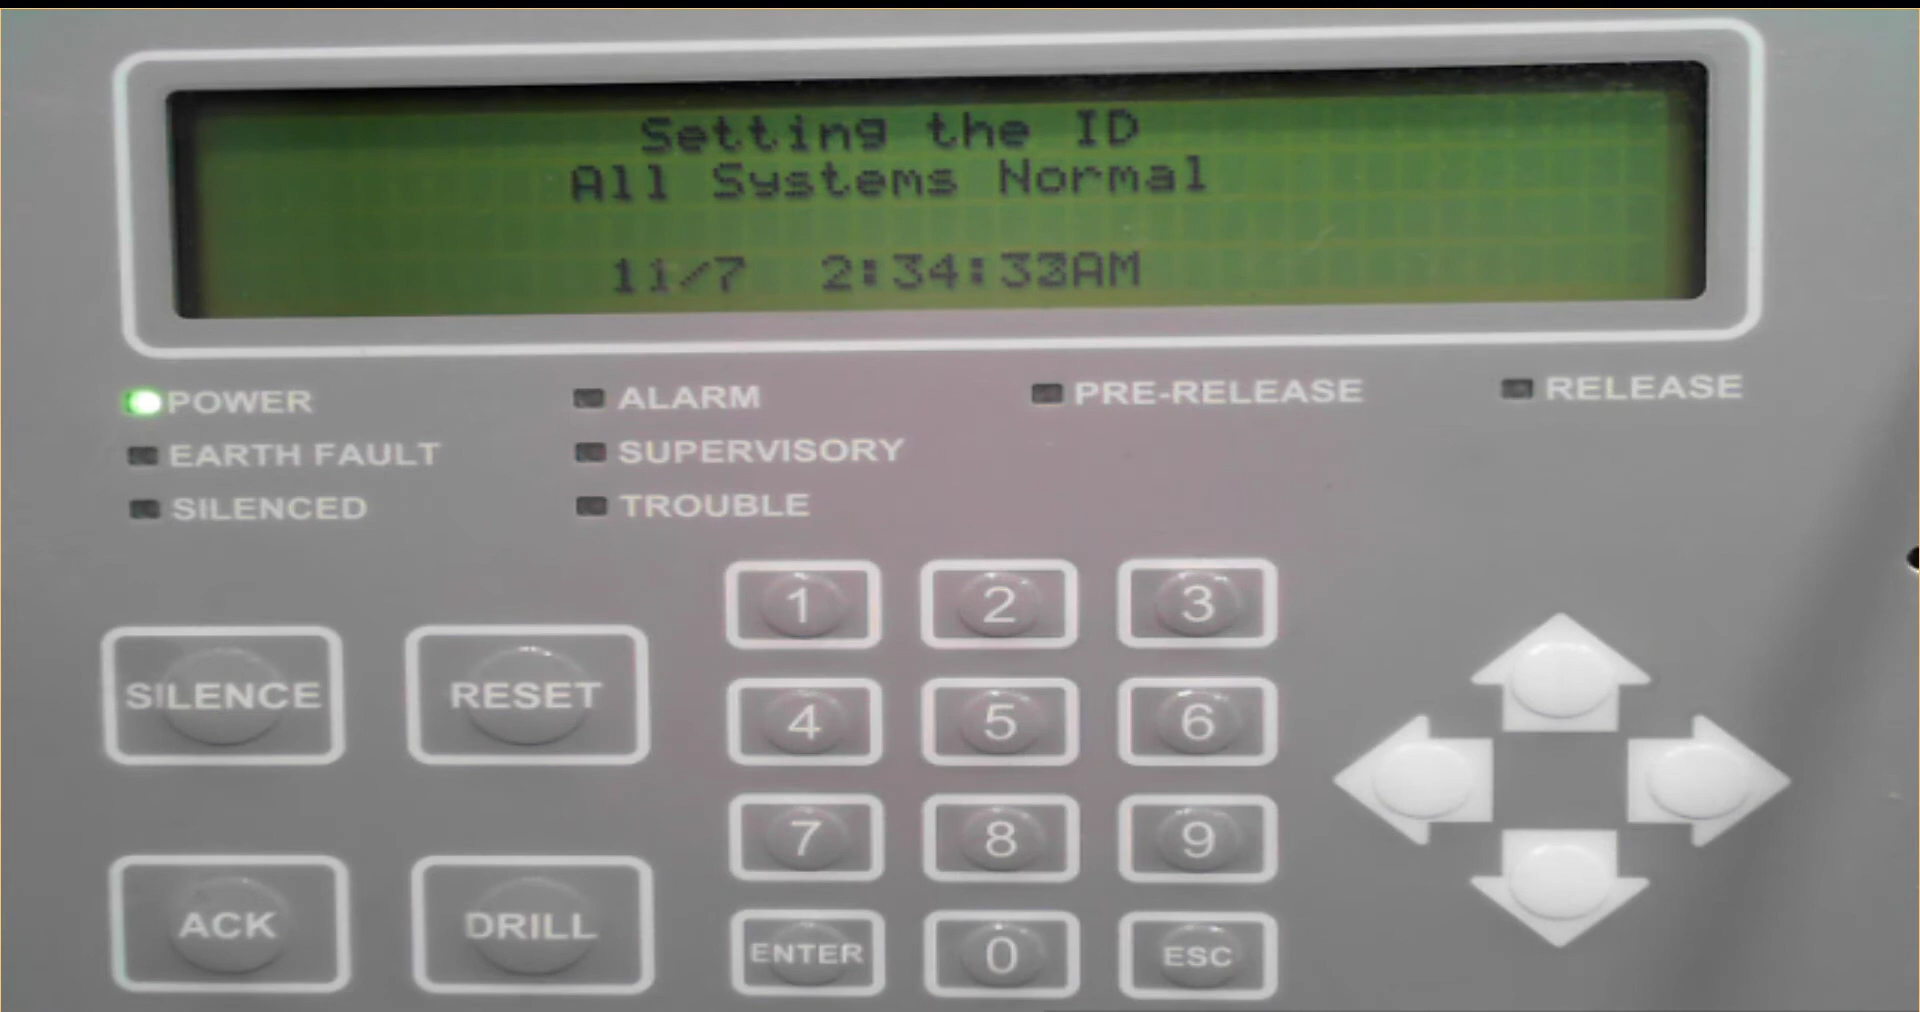 Setting the ID
All Systems Normal
11/7 2:34:33AM
POWER ALARM PRE-RELEASE RELEASE
EARTH FAULT SUPERVISORY
SILENCED TROUBLE
1 2 3
SILENCE RESET
4 5 6
7 8 9
ACK DRILL
ENTER 0 ESC